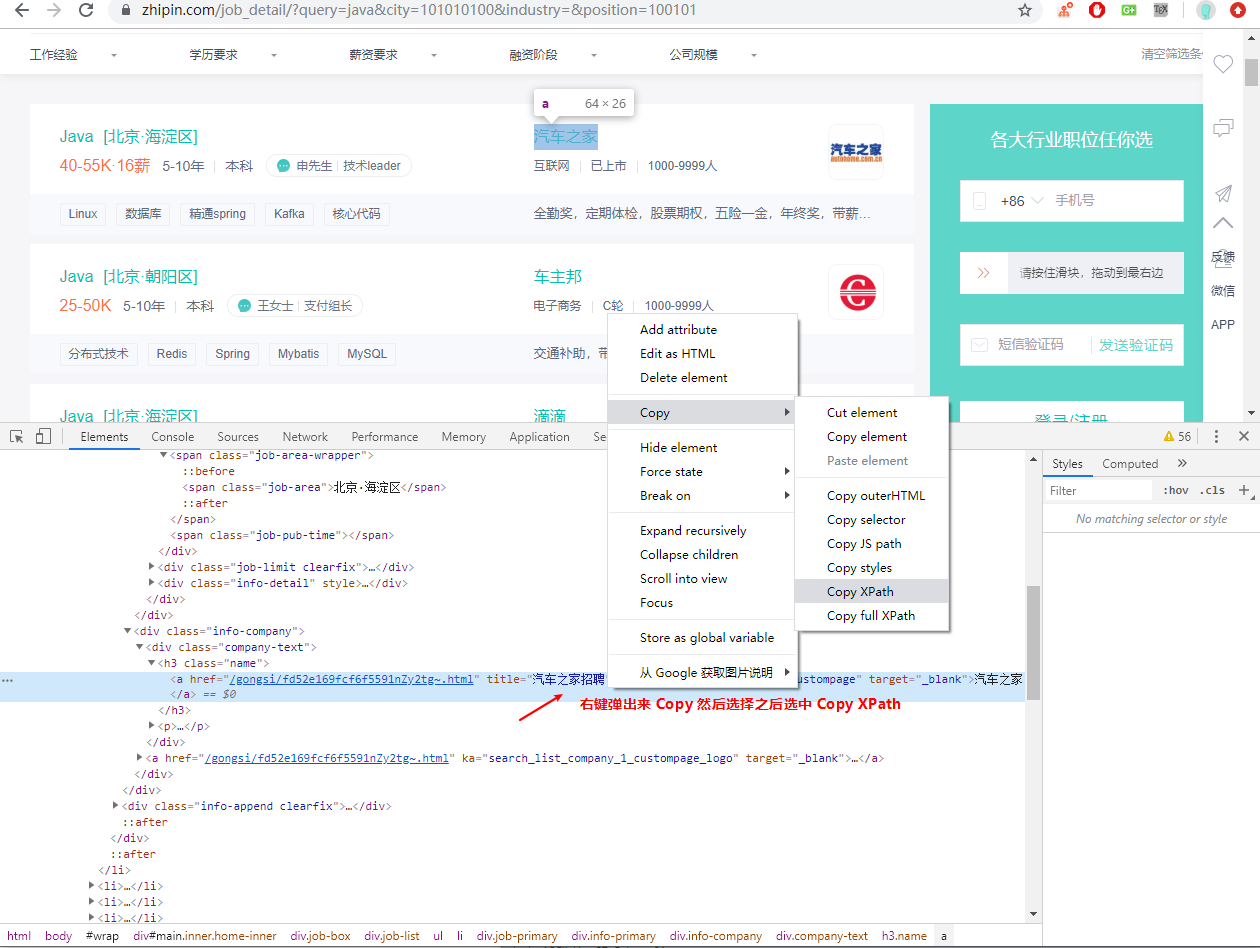 zhipin.com/job_detail/?query=java&city=101010100&industry=&position=100101
工作经验 学历要求 薪资要求 融资阶段 公司规模 清空筛选条
a 64 × 26
Java [北京·海淀区] 汽车之家
40-55K·16薪 5-10年 本科 申先生 技术leader 互联网 已上市 1000-9999人
汽车之家
autohome.com.cn
Linux 数据库 精通spring Kafka 核心代码 全勤奖，定期体检，股票期权，五险一金，年终奖，带薪...
Java [北京·朝阳区] 车主邦
25-50K 5-10年 本科 王女士 支付组长 电子商务 C轮 1000-9999人
分布式技术 Redis Spring Mybatis MySQL 交通补助，带
Java [北京·海淀区] 滴滴
各大行业职位任你选
+86 手机号
请按住滑块，拖动到最右边
短信验证码 发送验证码
登录/注册
反馈
微信
APP
Add attribute
Edit as HTML
Delete element
Copy
Hide element
Force state
Break on
Expand recursively
Collapse children
Scroll into view
Focus
Store as global variable
从 Google 获取图片说明
Cut element
Copy element
Paste element
Copy outerHTML
Copy selector
Copy JS path
Copy styles
Copy XPath
Copy full XPath
Elements Console Sources Network Performance Memory Application Se 56
<span class="job-area-wrapper">
::before
<span class="job-area">北京·海淀区</span>
::after
</span>
<span class="job-pub-time"></span>
</div>
<div class="job-limit clearfix">…</div>
<div class="info-detail" style>…</div>
</div>
</div>
<div class="info-company">
<div class="company-text">
<h3 class="name">
<a href="/gongsi/fd52e169fcf6f5591nZy2tg~.html" title="汽车之家招聘 ustompage" target="_blank">汽车之家
</a> == $0
</h3>
<p>…</p>
</div>
<a href="/gongsi/fd52e169fcf6f5591nZy2tg~.html" ka="search_list_company_1_custompage_logo" target="_blank">…</a>
</div>
</div>
<div class="info-append clearfix">…</div>
::after
</div>
::after
</li>
<li>…</li>
<li>…</li>
<li>…</li>
右键弹出来 Copy 然后选择之后选中 Copy XPath
Styles Computed
Filter :hov .cls
No matching selector or style
html body #wrap div#main.inner.home-inner div.job-box div.job-list ul li div.job-primary div.info-primary div.info-company div.company-text h3.name a